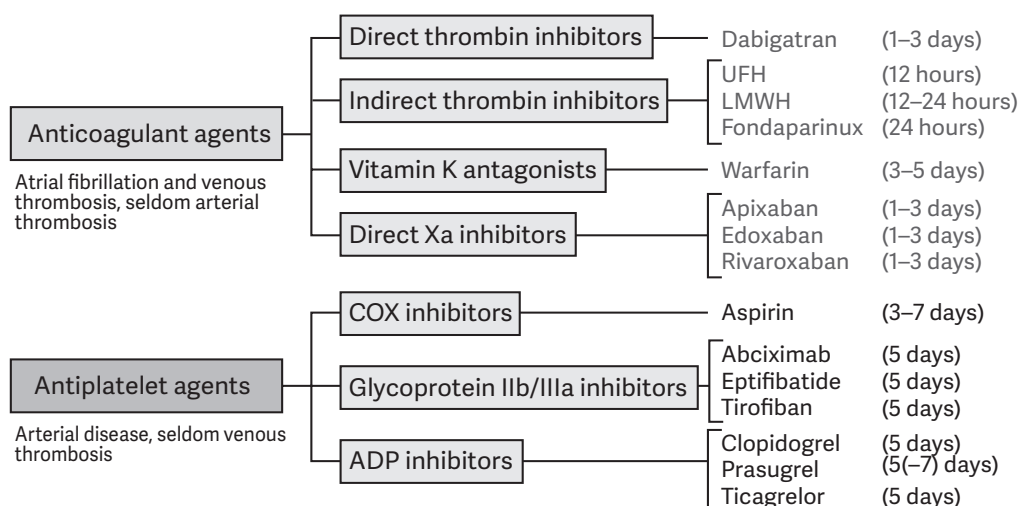 Direct thrombin inhibitors
Dabigatran (1–3 days)
Indirect thrombin inhibitors
UFH (12 hours)
LMWH (12–24 hours)
Fondaparinux (24 hours)
Anticoagulant agents
Atrial fibrillation and venous
thrombosis, seldom arterial
thrombosis
Vitamin K antagonists
Warfarin (3–5 days)
Direct Xa inhibitors
Apixaban (1–3 days)
Edoxaban (1–3 days)
Rivaroxaban (1–3 days)
COX inhibitors
Aspirin (3–7 days)
Antiplatelet agents
Arterial disease, seldom venous
thrombosis
Glycoprotein IIb/IIIa inhibitors
Abciximab (5 days)
Eptifibatide (5 days)
Tirofiban (5 days)
ADP inhibitors
Clopidogrel (5 days)
Prasugrel (5(–7) days)
Ticagrelor (5 days)